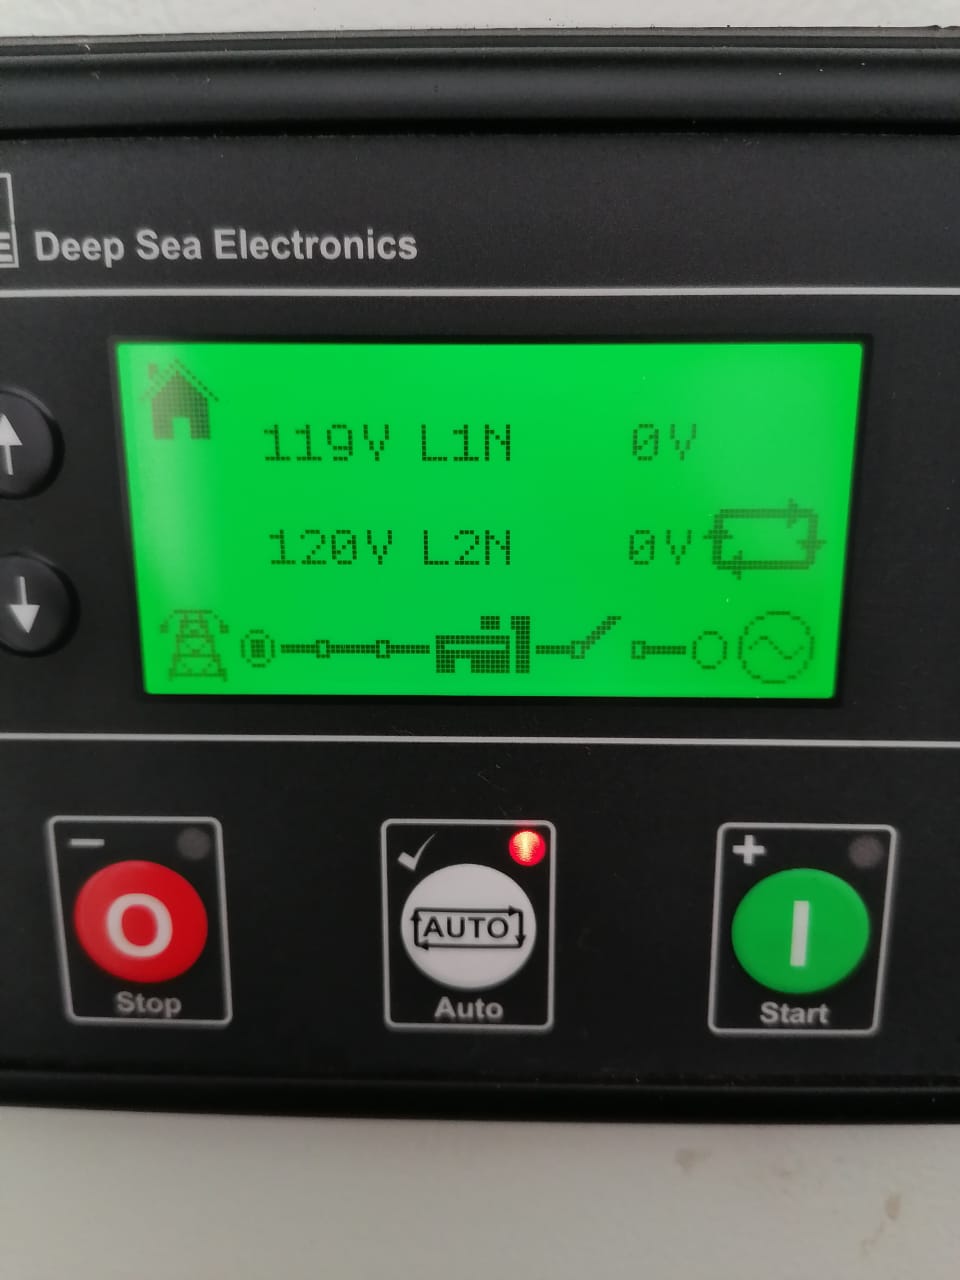 Deep Sea Electronics
119V L1N 0V
120V L2N 0V
O
Stop
AUTO
Auto
I
Start